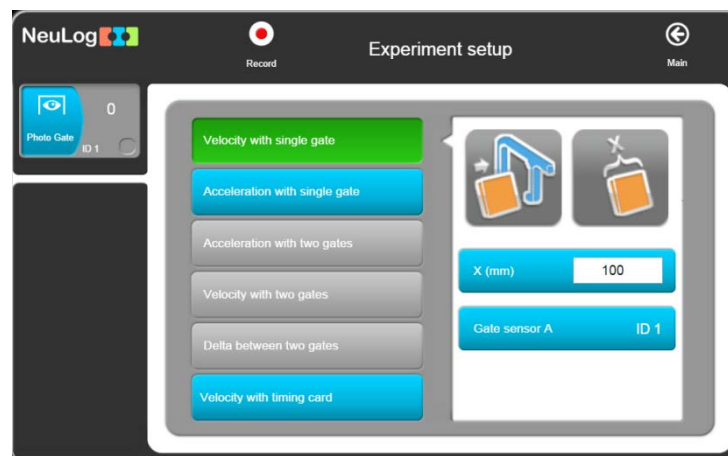 NeuLog
Record
Experiment setup
Main
0
Photo Gate
ID 1
Velocity with single gate
Acceleration with single gate
Acceleration with two gates
Velocity with two gates
Delta between two gates
Velocity with timing card
X
X (mm) 100
Gate sensor A ID 1